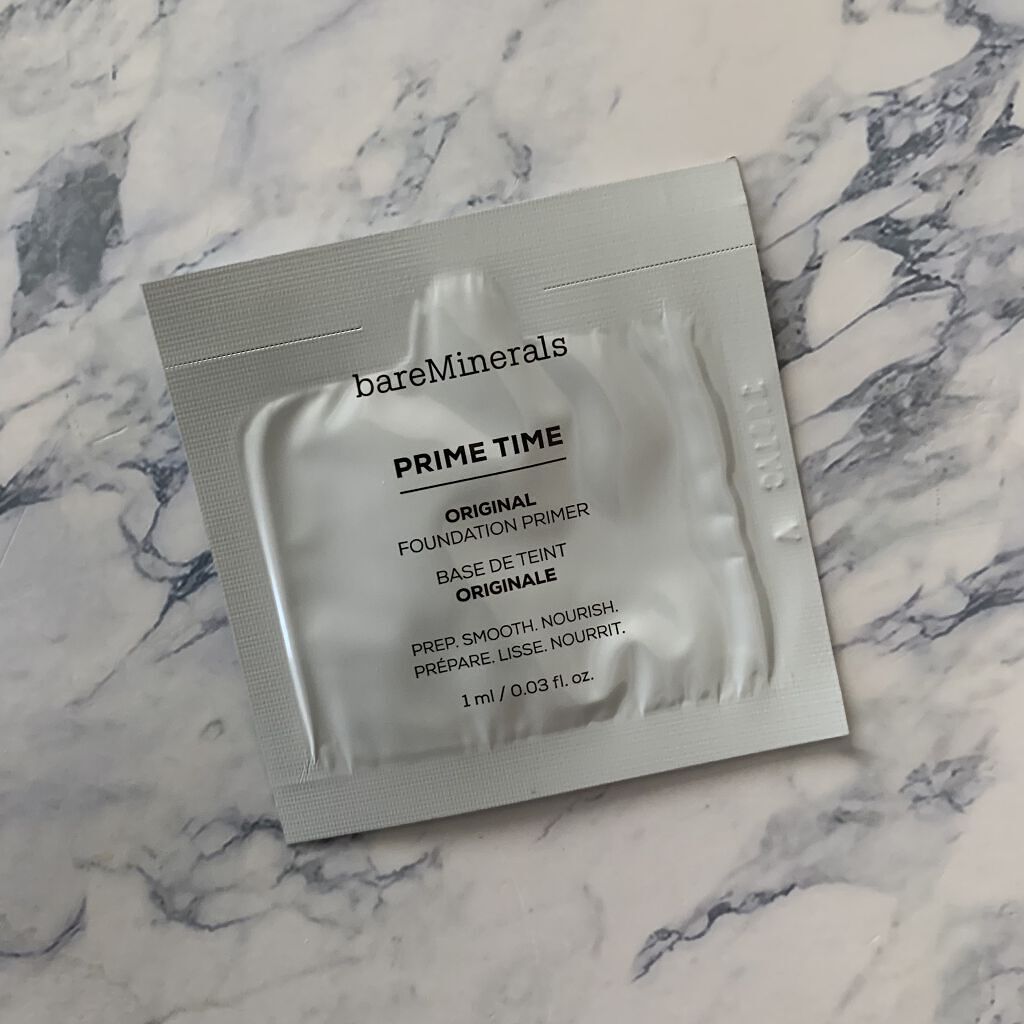 bareMinerals
PRIME TIME
ORIGINAL
FOUNDATION PRIMER
BASE DE TEINT
ORIGINALE
PREP. SMOOTH. NOURISH.
PRÉPARE. LISSE. NOURRIT.
1 ml / 0.03 fl. oz.